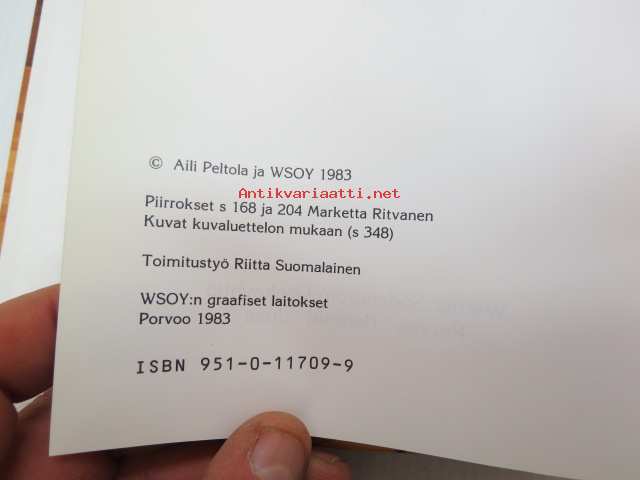 © Aili Peltola ja WSOY 1983
Antikvariaatti.net
Piirrokset s 168 ja 204 Marketta Ritvanen
Kuvat kuvaluettelon mukaan (s 348)
Toimitustyö Riitta Suomalainen
WSOY:n graafiset laitokset
Porvoo 1983
ISBN 951-0-11709-9